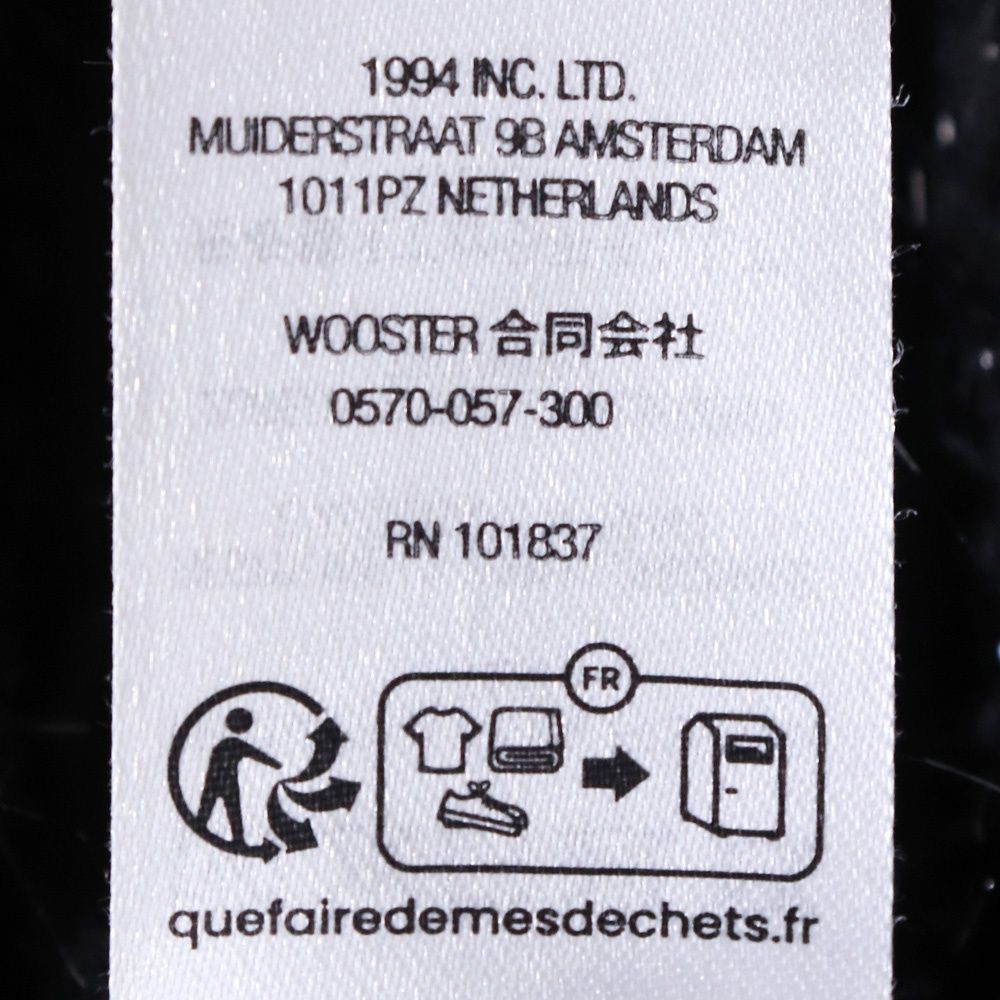 1994 INC. LTD.
MUIDERSTRAAT 9B AMSTERDAM
1011PZ NETHERLANDS
WOOSTER 合同会社
0570-057-300
RN 101837
FR
quefairedemesdechets.fr